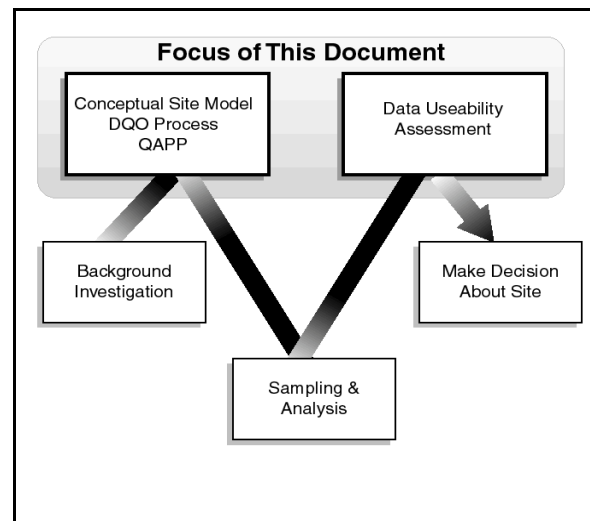 Focus of This Document
Conceptual Site Model
DQO Process
QAPP
Data Useability
Assessment
Background
Investigation
Make Decision
About Site
Sampling &
Analysis